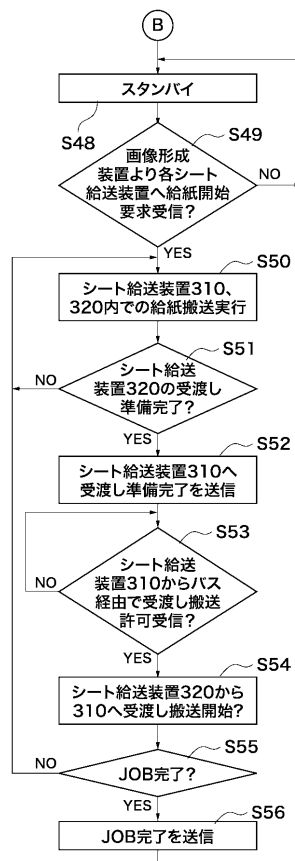 B
スタンバイ
S48
S49
画像形成
装置より各シート
給送装置へ給紙開始
要求受信？
NO
YES
S50
シート給送装置310、
320内での給紙搬送実行
S51
シート給送
装置320の受渡し
準備完了？
NO
YES
S52
シート給送装置310へ
受渡し準備完了を送信
S53
シート給送
装置310からバス
経由で受渡し搬送
許可受信？
NO
YES
S54
シート給送装置320から
310へ受渡し搬送開始？
S55
JOB完了？
NO
YES
S56
JOB完了を送信